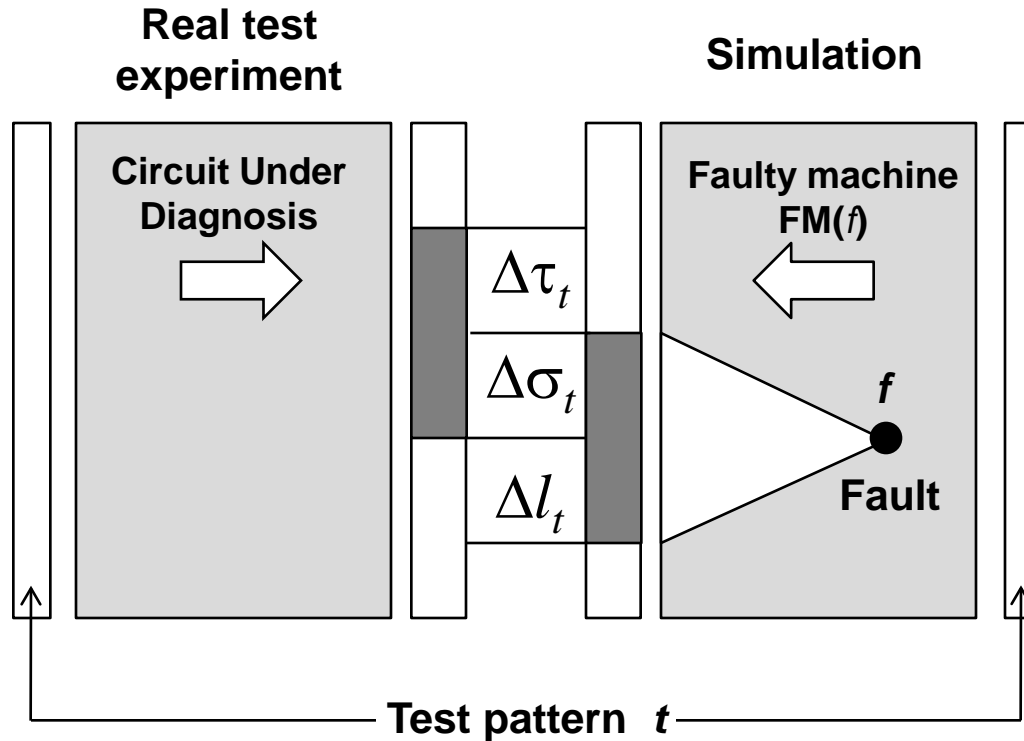 Real test
experiment
Simulation
Circuit Under
Diagnosis
Faulty machine
FM(f)
Δτt
Δσt
Δlt
f
Fault
Test pattern t